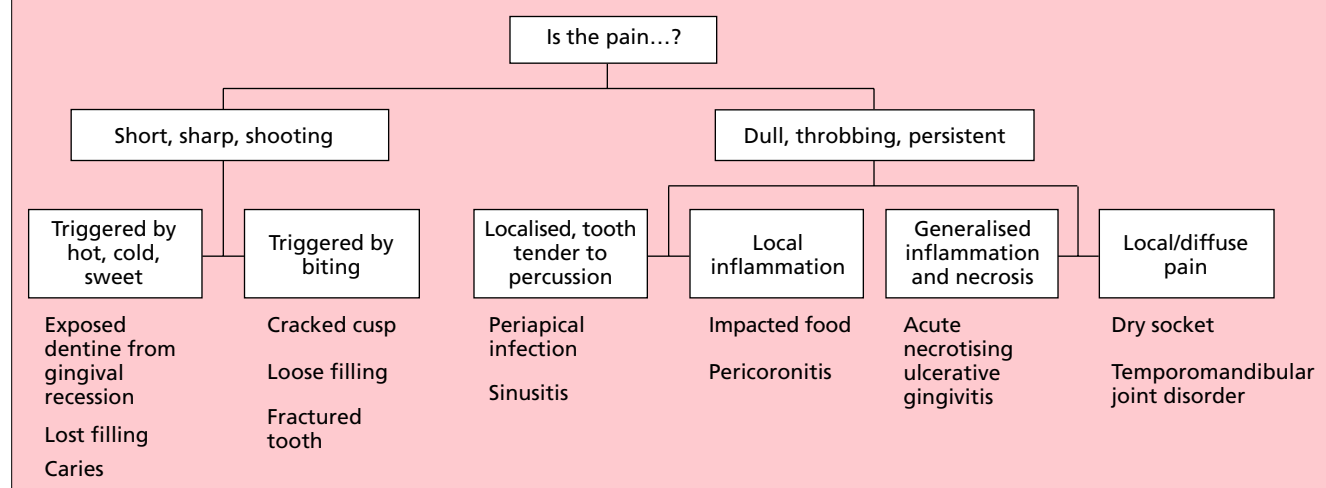 Is the pain...?
Short, sharp, shooting
Dull, throbbing, persistent
Triggered by
hot, cold,
sweet
Triggered by
biting
Localised, tooth
tender to
percussion
Local
inflammation
Generalised
inflammation
and necrosis
Local/diffuse
pain
Exposed
dentine from
gingival
recession
Lost filling
Caries
Cracked cusp
Loose filling
Fractured
tooth
Periapical
infection
Sinusitis
Impacted food
Pericoronitis
Acute
necrotising
ulcerative
gingivitis
Dry socket
Temporomandibular
joint disorder